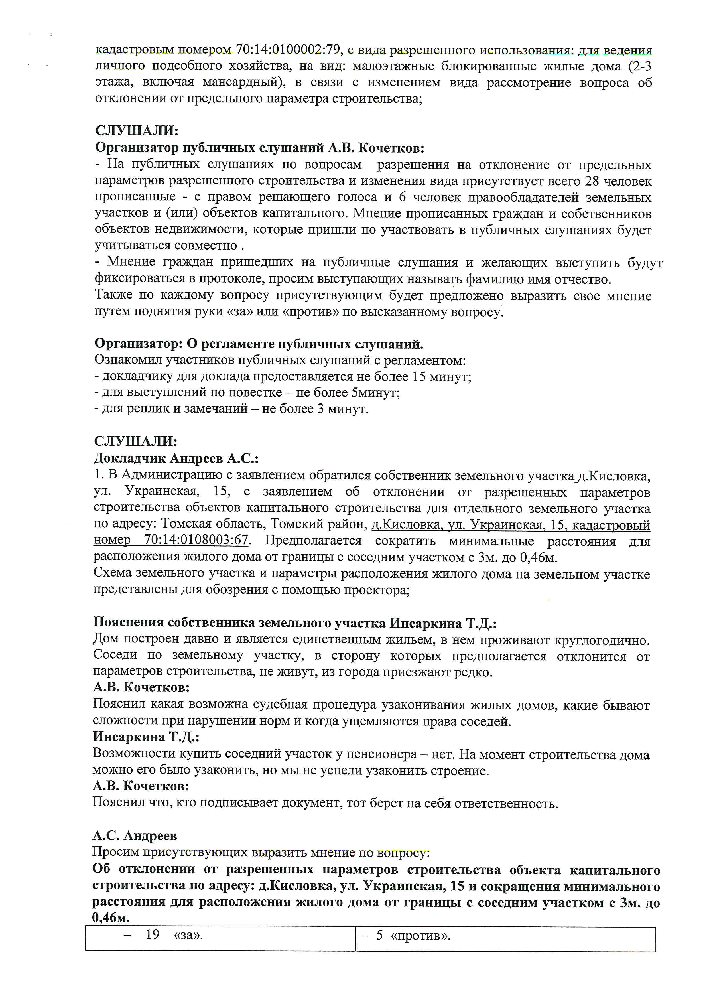 кадастровым номером 70:14:0100002:79, с вида разрешенного использования: для ведения
личного подсобного хозяйства, на вид: малоэтажные блокированные жилые дома (2-3
этажа, включая мансардный), в связи с изменением вида рассмотрение вопроса об
отклонении от предельного параметра строительства;
СЛУШАЛИ:
Организатор публичных слушаний А.В. Кочетков:
- На публичных слушаниях по вопросам разрешения на отклонение от предельных
параметров разрешенного строительства и изменения вида присутствует всего 28 человек
прописанные - с правом решающего голоса и 6 человек правообладателей земельных
участков и (или) объектов капитального. Мнение прописанных граждан и собственников
объектов недвижимости, которые пришли по участвовать в публичных слушаниях будет
учитываться совместно .
- Мнение граждан пришедших на публичные слушания и желающих выступить будут
фиксироваться в протоколе, просим выступающих называть фамилию имя отчество.
Также по каждому вопросу присутствующим будет предложено выразить свое мнение
путем поднятия руки «за» или «против» по высказанному вопросу.
Организатор: О регламенте публичных слушаний.
Ознакомил участников публичных слушаний с регламентом:
- докладчику для доклада предоставляется не более 15 минут;
- для выступлений по повестке – не более 5минут;
- для реплик и замечаний – не более 3 минут.
СЛУШАЛИ:
Докладчик Андреев А.С.:
1. В Администрацию с заявлением обратился собственник земельного участка д.Кисловка,
ул. Украинская, 15, с заявлением об отклонении от разрешенных параметров
строительства объектов капитального строительства для отдельного земельного участка
по адресу: Томская область, Томский район, д.Кисловка, ул. Украинская, 15, кадастровый
номер 70:14:0108003:67. Предполагается сократить минимальные расстояния для
расположения жилого дома от границы с соседним участком с 3м. до 0,46м.
Схема земельного участка и параметры расположения жилого дома на земельном участке
представлены для обозрения с помощью проектора;
Пояснения собственника земельного участка Инсаркина Т.Д.:
Дом построен давно и является единственным жильем, в нем проживают круглогодично.
Соседи по земельному участку, в сторону которых предполагается отклонится от
параметров строительства, не живут, из города приезжают редко.
А.В. Кочетков:
Пояснил какая возможна судебная процедура узаконивания жилых домов, какие бывают
сложности при нарушении норм и когда ущемляются права соседей.
Инсаркина Т.Д.:
Возможности купить соседний участок у пенсионера – нет. На момент строительства дома
можно его было узаконить, но мы не успели узаконить строение.
А.В. Кочетков:
Пояснил что, кто подписывает документ, тот берет на себя ответственность.
А.С. Андреев
Просим присутствующих выразить мнение по вопросу:
Об отклонении от разрешенных параметров строительства объекта капитального
строительства по адресу: д.Кисловка, ул. Украинская, 15 и сокращения минимального
расстояния для расположения жилого дома от границы с соседним участком с 3м. до
0,46м.
– 19 «за». – 5 «против».